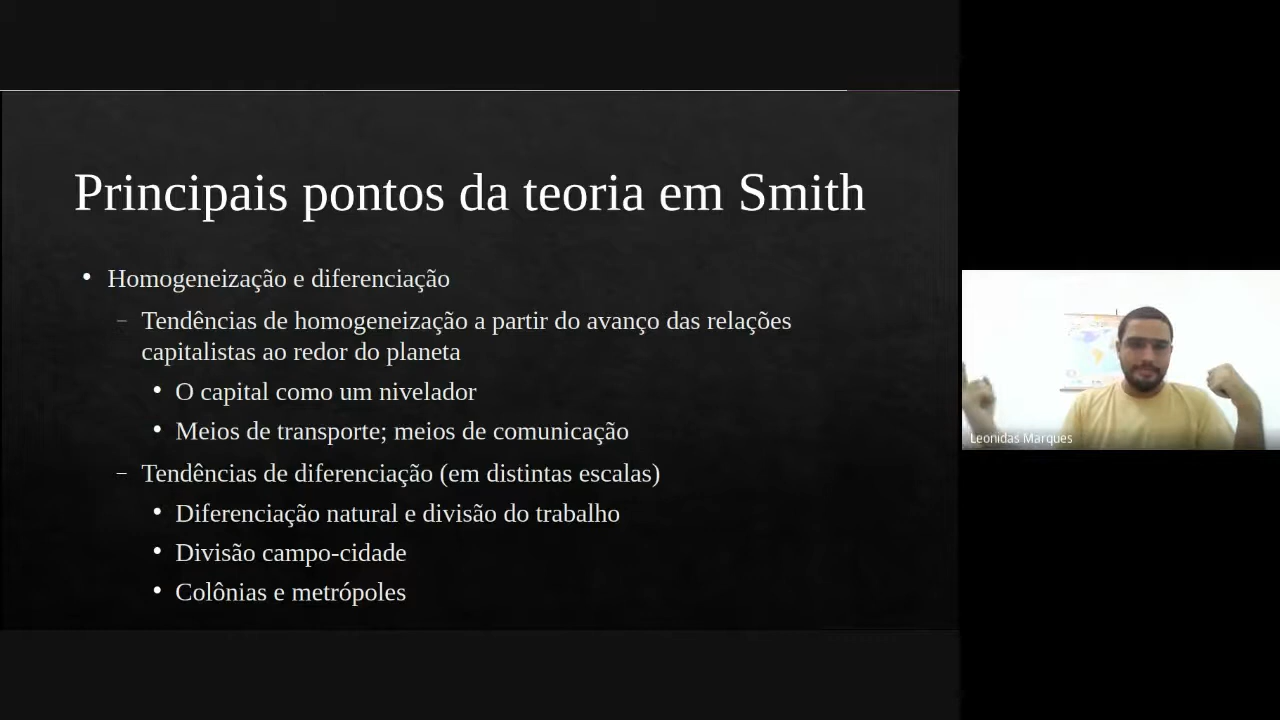 Principais pontos da teoria em Smith
• Homogeneização e diferenciação
– Tendências de homogeneização a partir do avanço das relações
capitalistas ao redor do planeta
• O capital como um nivelador
• Meios de transporte; meios de comunicação
– Tendências de diferenciação (em distintas escalas)
• Diferenciação natural e divisão do trabalho
• Divisão campo-cidade
• Colônias e metrópoles
Leonidas Marques